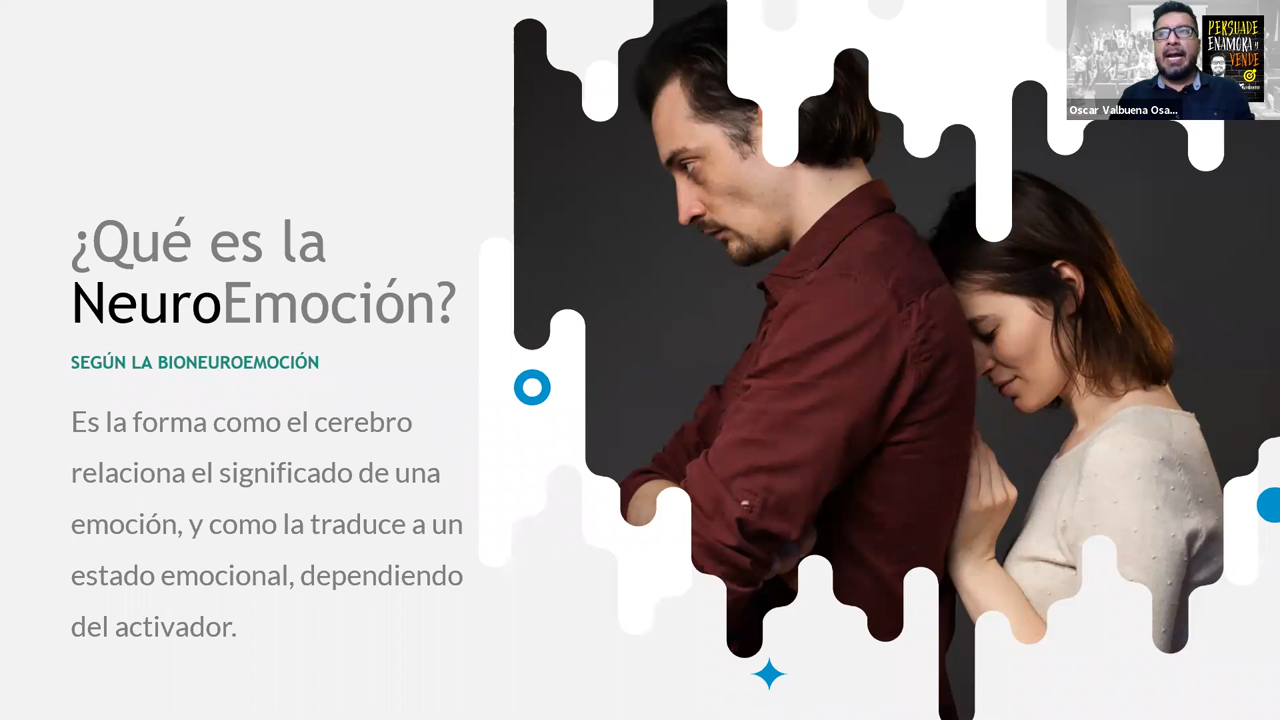 ¿Qué es la
NeuroEmoción?
SEGÚN LA BIONEUROEMOCIÓN
Es la forma como el cerebro
relaciona el significado de una
emoción, y como la traduce a un
estado emocional, dependiendo
del activador.
PERSUADE
ENAMORA y
VENDE
Oscar Valbuena Osa...